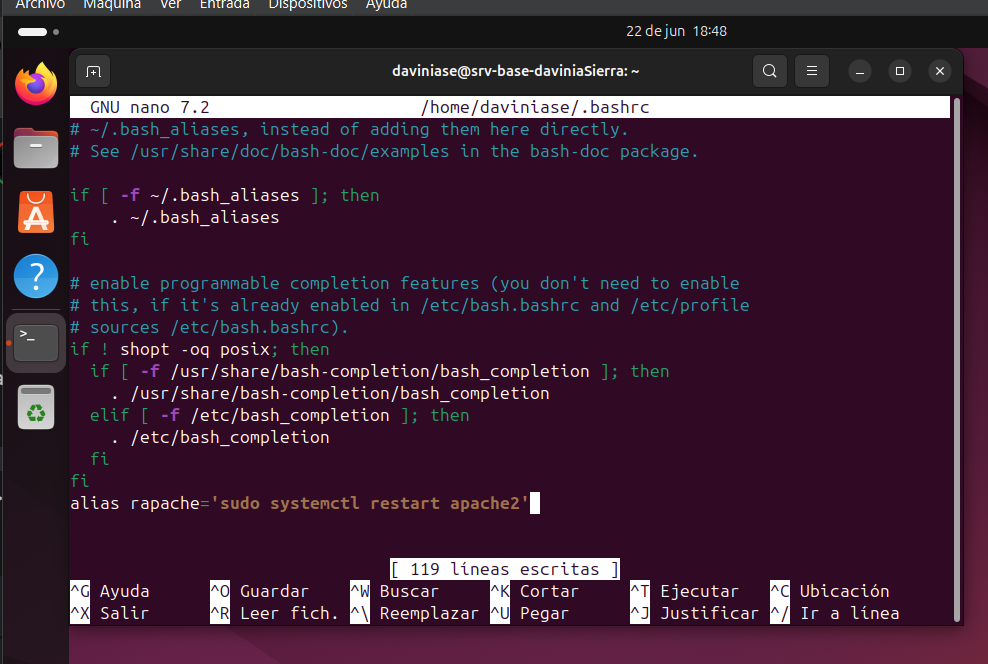 Archivo Máquina Ver Entrada Dispositivos Ayuda
22 de jun 18:48
daviniase@srv-base-daviniaSierra: ~
GNU nano 7.2 /home/daviniase/.bashrc
# ~/.bash_aliases, instead of adding them here directly.
# See /usr/share/doc/bash-doc/examples in the bash-doc package.
if [ -f ~/.bash_aliases ]; then
    . ~/.bash_aliases
fi
# enable programmable completion features (you don't need to enable
# this, if it's already enabled in /etc/bash.bashrc and /etc/profile
# sources /etc/bash.bashrc).
if ! shopt -oq posix; then
  if [ -f /usr/share/bash-completion/bash_completion ]; then
    . /usr/share/bash-completion/bash_completion
  elif [ -f /etc/bash_completion ]; then
    . /etc/bash_completion
  fi
fi
alias rapache='sudo systemctl restart apache2'
[ 119 líneas escritas ]
^G Ayuda ^O Guardar ^W Buscar ^K Cortar ^T Ejecutar ^C Ubicación
^X Salir ^R Leer fich. ^\ Reemplazar ^U Pegar ^J Justificar ^/ Ir a línea